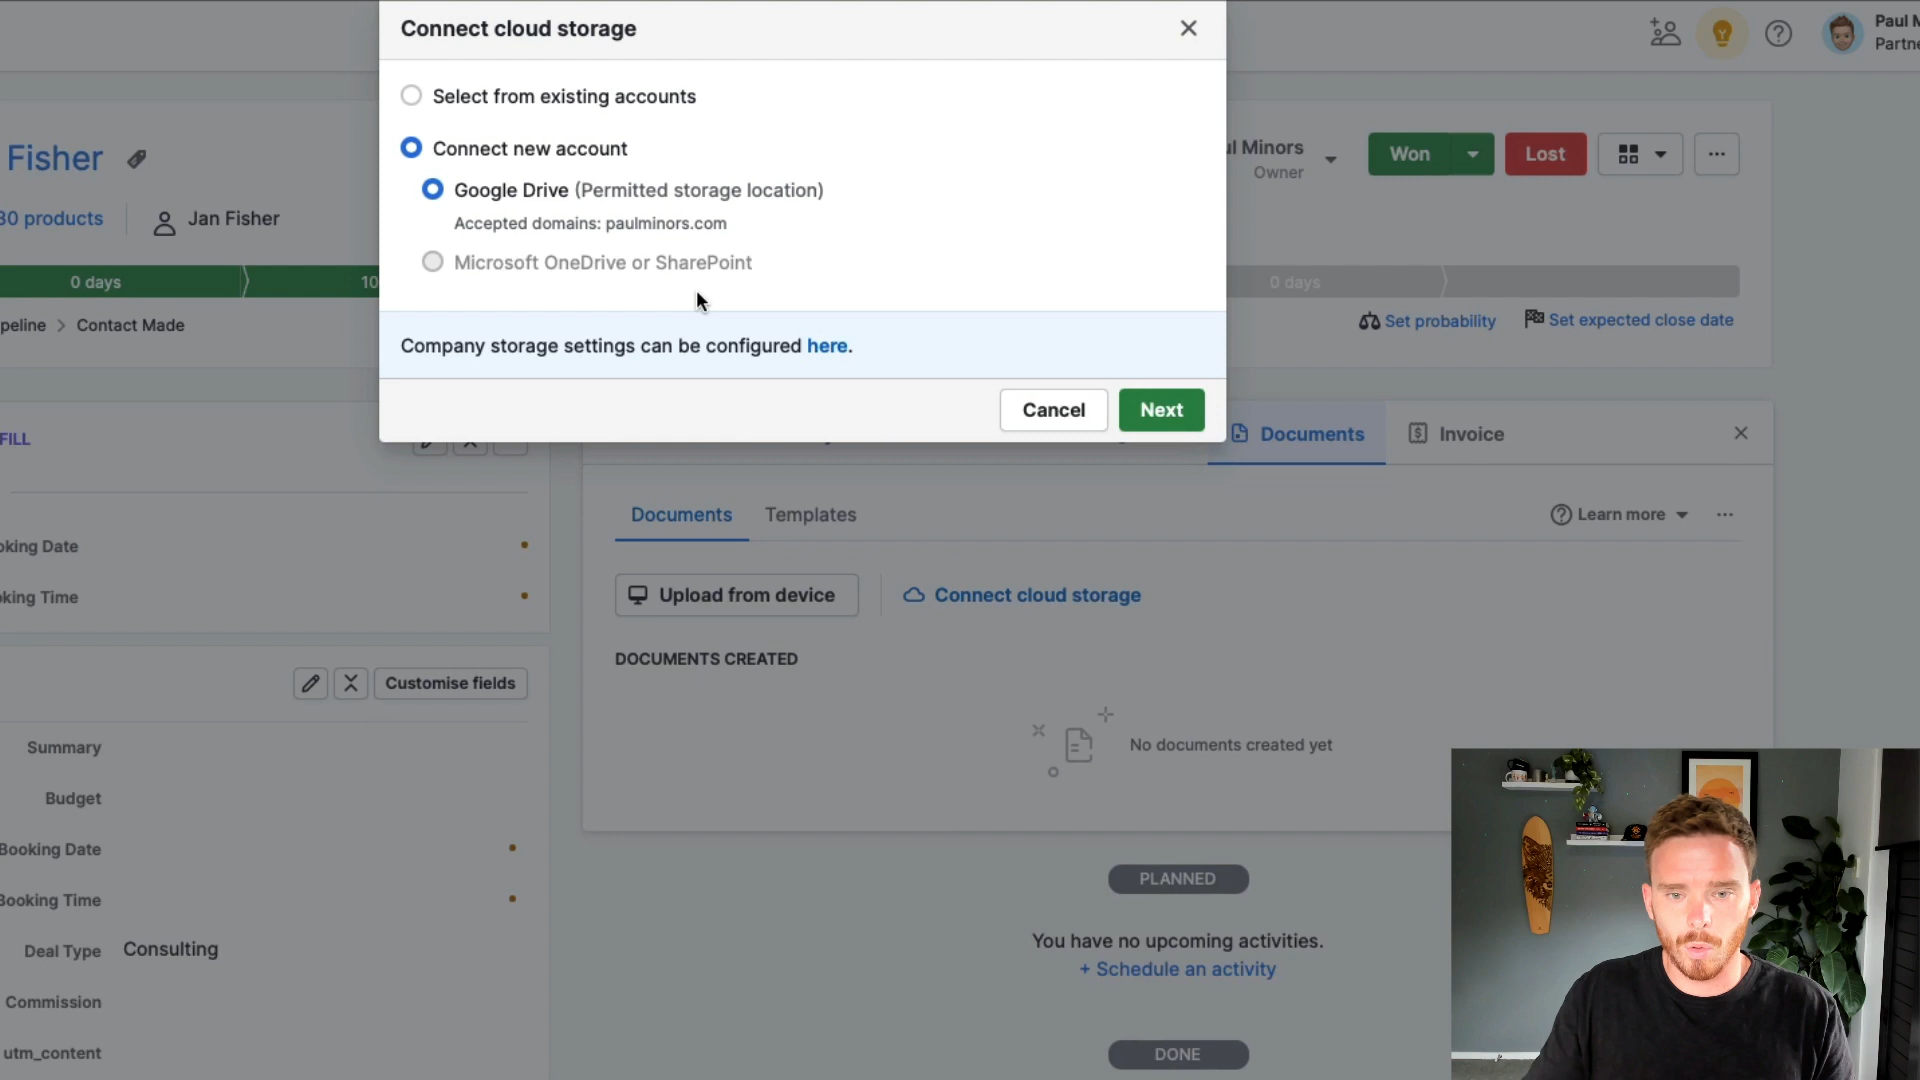 Connect cloud storage
Paul M
Partne
Select from existing accounts
Connect new account
Google Drive (Permitted storage location)
Accepted domains: paulminors.com
Microsoft OneDrive or SharePoint
Company storage settings can be configured here.
Cancel
Next
Fisher
30 products
Jan Fisher
ul Minors
Owner
Won
Lost
0 days
10
0 days
peline > Contact Made
Set probability
Set expected close date
FILL
oking Date
oking Time
Customise fields
Summary
Budget
Booking Date
Booking Time
Deal Type
Consulting
Commission
utm_content
Documents
Invoice
Documents
Templates
Learn more
Upload from device
Connect cloud storage
DOCUMENTS CREATED
No documents created yet
PLANNED
You have no upcoming activities.
+ Schedule an activity
DONE